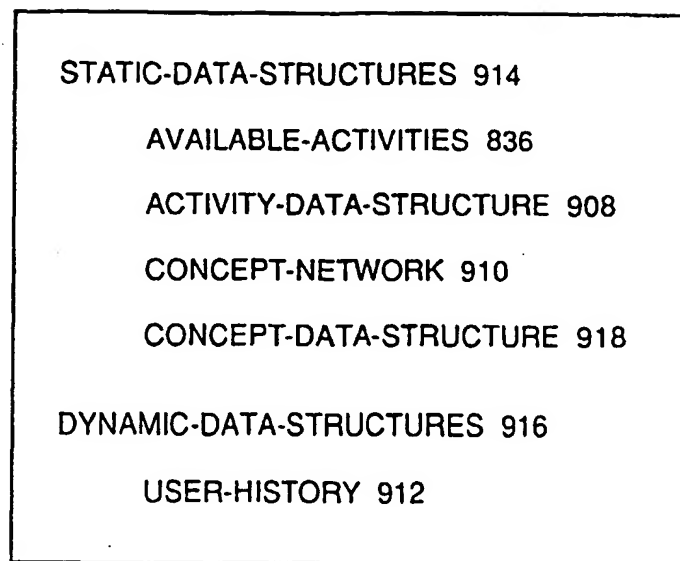 STATIC-DATA-STRUCTURES 914
AVAILABLE-ACTIVITIES 836
ACTIVITY-DATA-STRUCTURE 908
CONCEPT-NETWORK 910
CONCEPT-DATA-STRUCTURE 918
DYNAMIC-DATA-STRUCTURES 916
USER-HISTORY 912